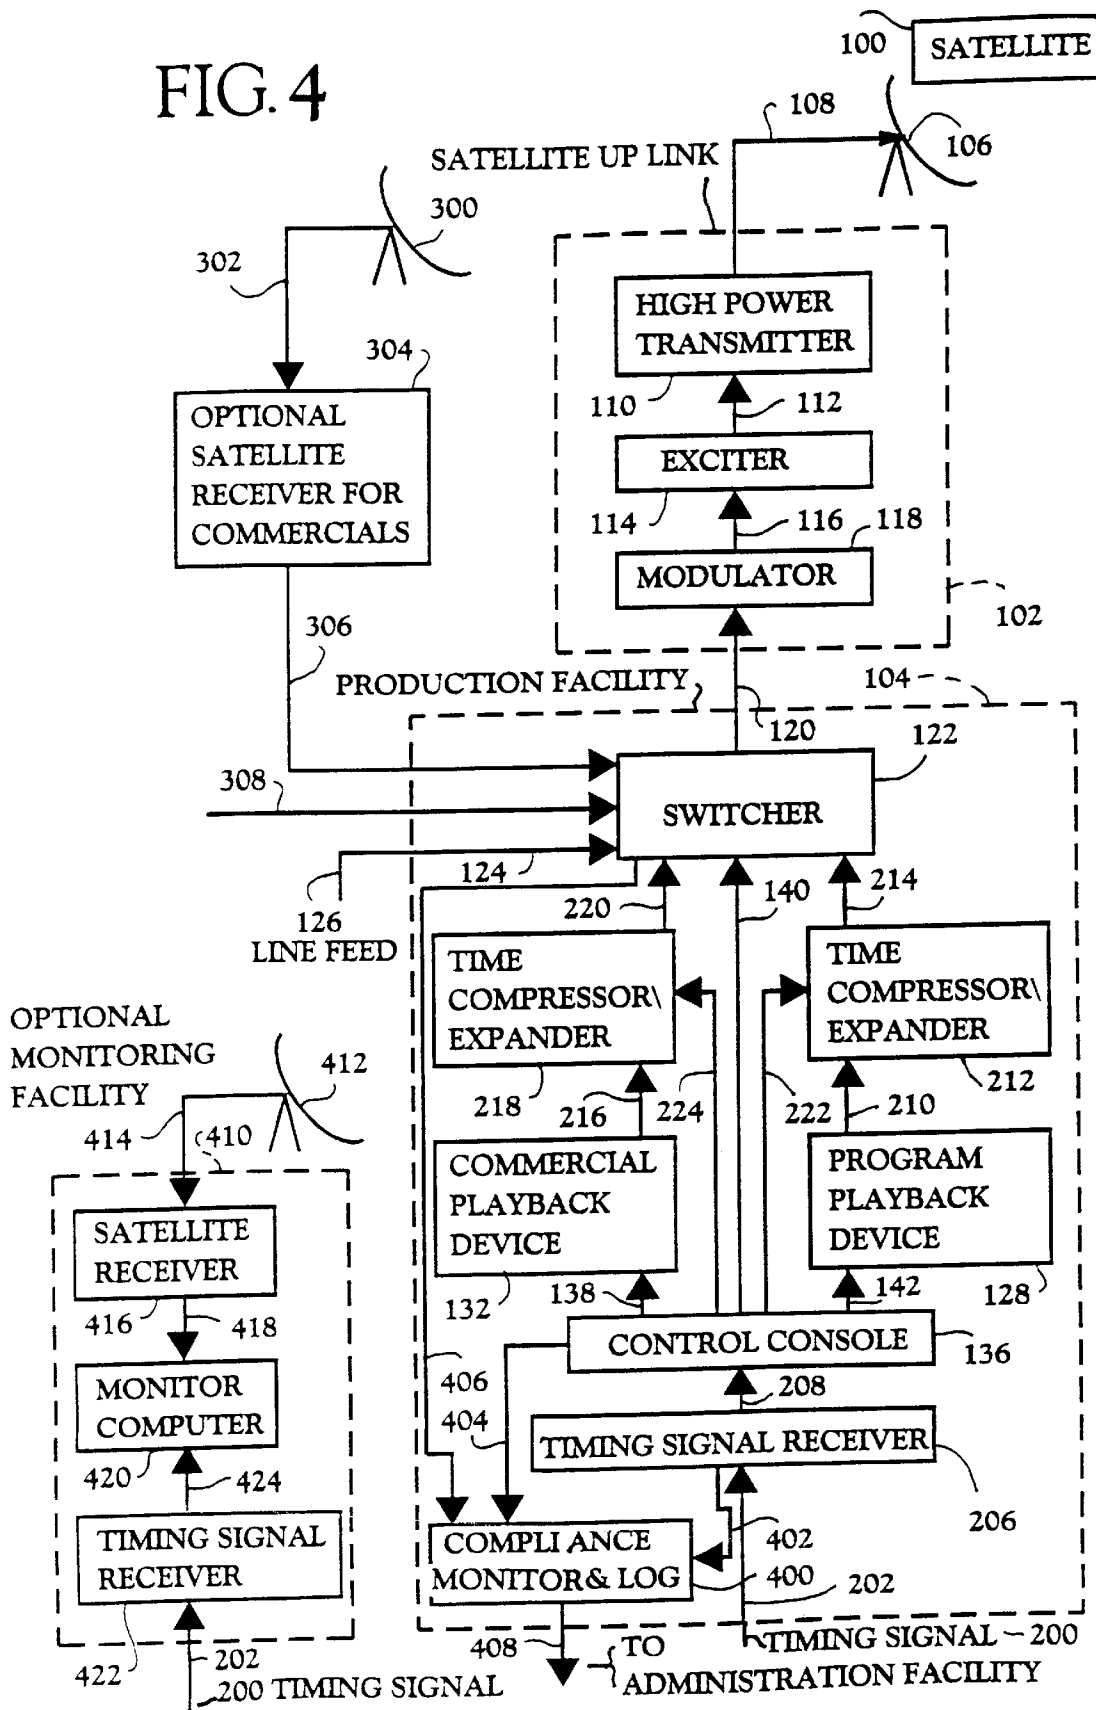 100
SATELLITE
FIG. 4
108
106
SATELLITE UP LINK
300
302
HIGH POWER
TRANSMITTER
304
110
112
OPTIONAL
SATELLITE
RECEIVER FOR
COMMERCIALS
EXCITER
114
116
118
MODULATOR
102
306
PRODUCTION FACILITY
104
120
122
308
SWITCHER
124
126
LINE FEED
220
140
214
TIME
COMPRESSOR\
EXPANDER
TIME
COMPRESSOR\
EXPANDER
218
216
224
222
210
212
COMMERCIAL
PLAYBACK
DEVICE
PROGRAM
PLAYBACK
DEVICE
132
138
142
128
CONTROL CONSOLE
136
208
TIMING SIGNAL RECEIVER
206
406
404
402
COMPLIANCE
MONITOR & LOG
400
202
408
TO
ADMINISTRATION FACILITY
TIMING SIGNAL
200
OPTIONAL
MONITORING
FACILITY
412
414
410
SATELLITE
RECEIVER
416
418
MONITOR
COMPUTER
420
424
TIMING SIGNAL
RECEIVER
422
202
200 TIMING SIGNAL